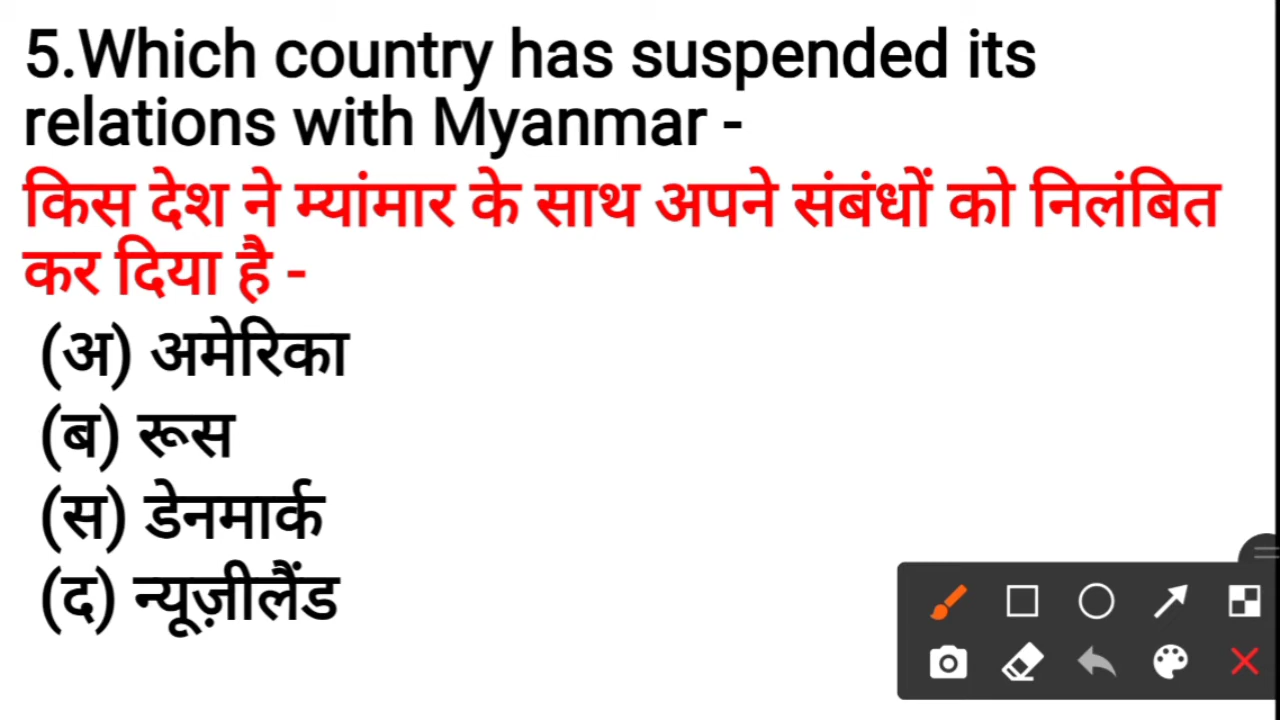 5.Which country has suspended its
relations with Myanmar -
किस देश ने म्यांमार के साथ अपने संबंधों को निलंबित
कर दिया है -
(अ) अमेरिका
(ब) रूस
(स) डेनमार्क
(द) न्यूज़ीलैंड